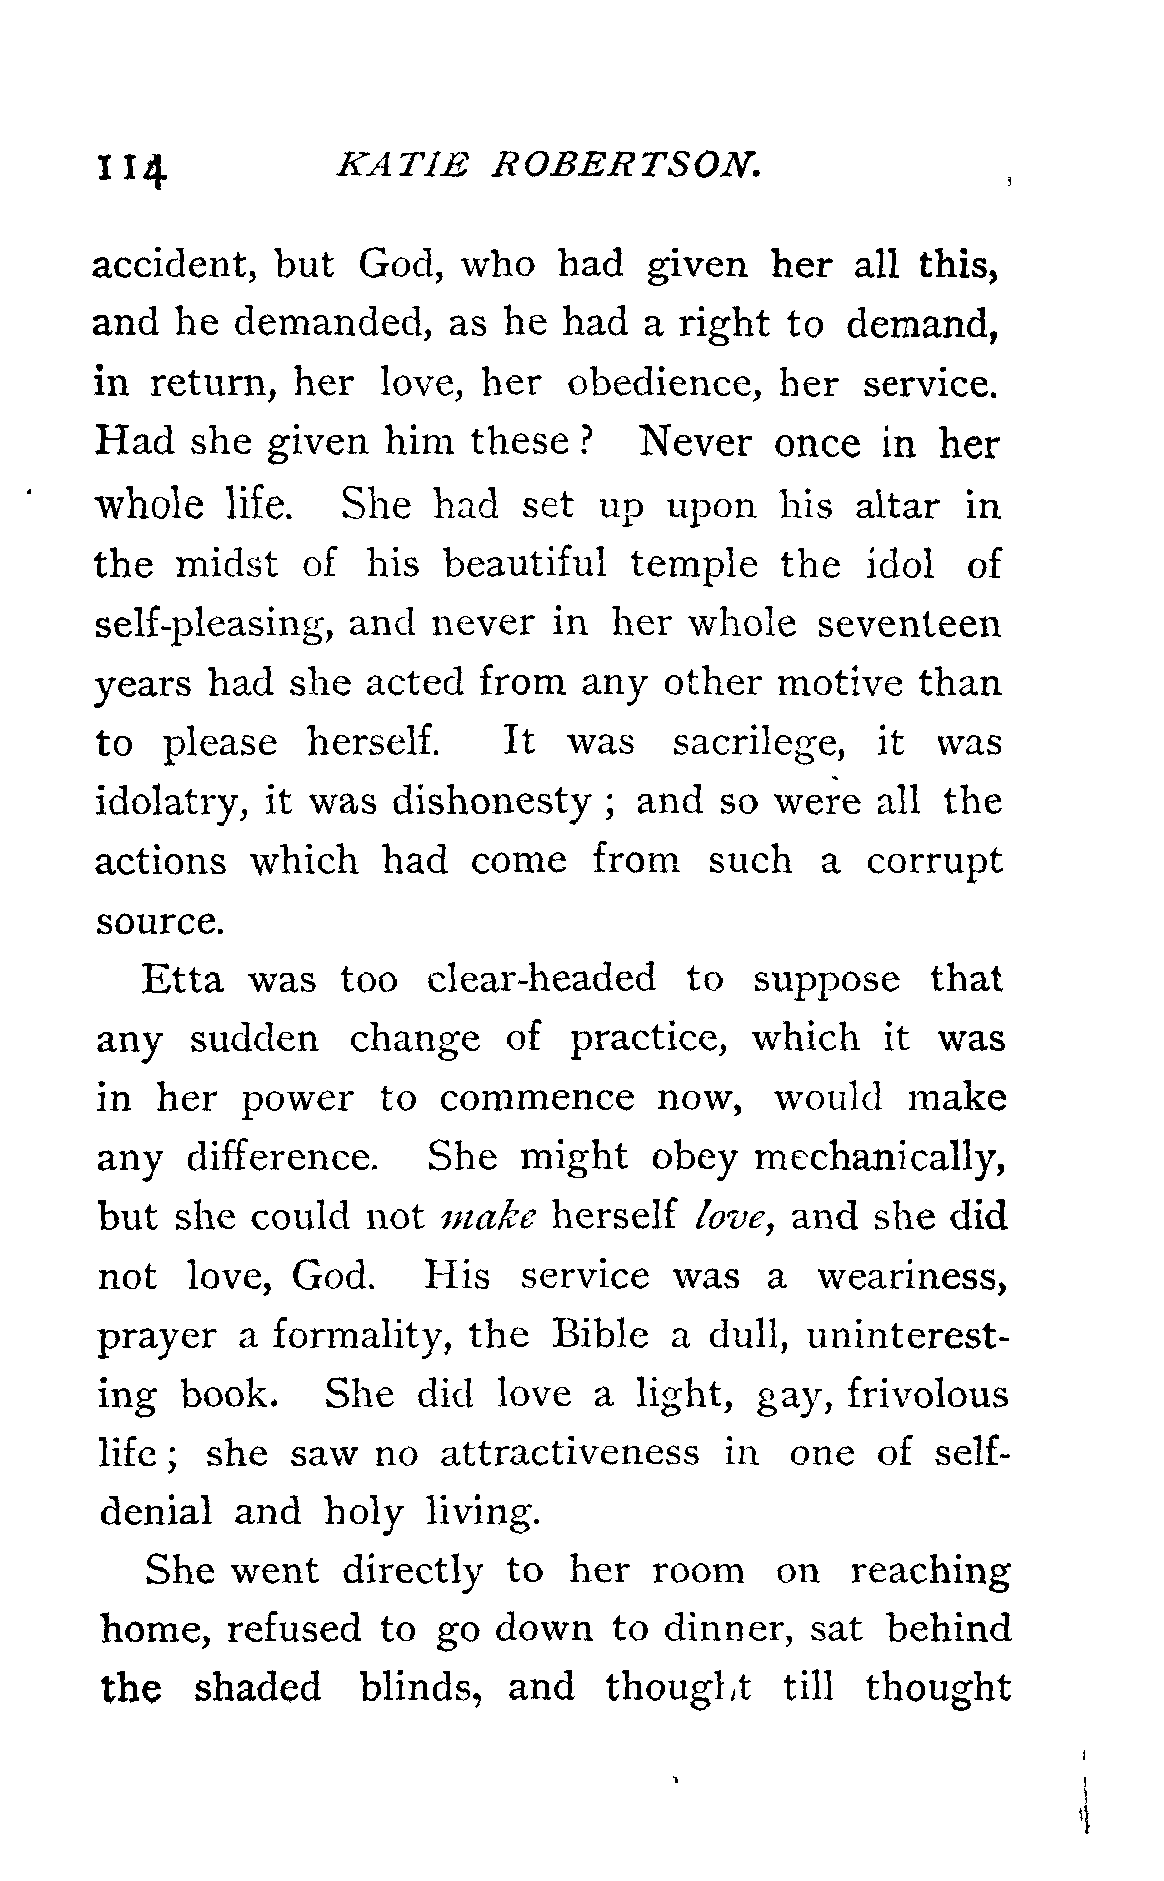 114 KATIE ROBERTSON.
accident, but God, who had given her all this,
and he demanded, as he had a right to demand,
in return, her love, her obedience, her service.
Had she given him these? Never once in her
whole life. She had set up upon his altar in
the midst of his beautiful temple the idol of
self-pleasing, and never in her whole seventeen
years had she acted from any other motive than
to please herself. It was sacrilege, it was
idolatry, it was dishonesty; and so were all the
actions which had come from such a corrupt
source.
Etta was too clear-headed to suppose that
any sudden change of practice, which it was
in her power to commence now, would make
any difference. She might obey mechanically,
but she could not make herself love, and she did
not love, God. His service was a weariness,
prayer a formality, the Bible a dull, uninterest-
ing book. She did love a light, gay, frivolous
life; she saw no attractiveness in one of self-
denial and holy living.
She went directly to her room on reaching
home, refused to go down to dinner, sat behind
the shaded blinds, and thought till thought